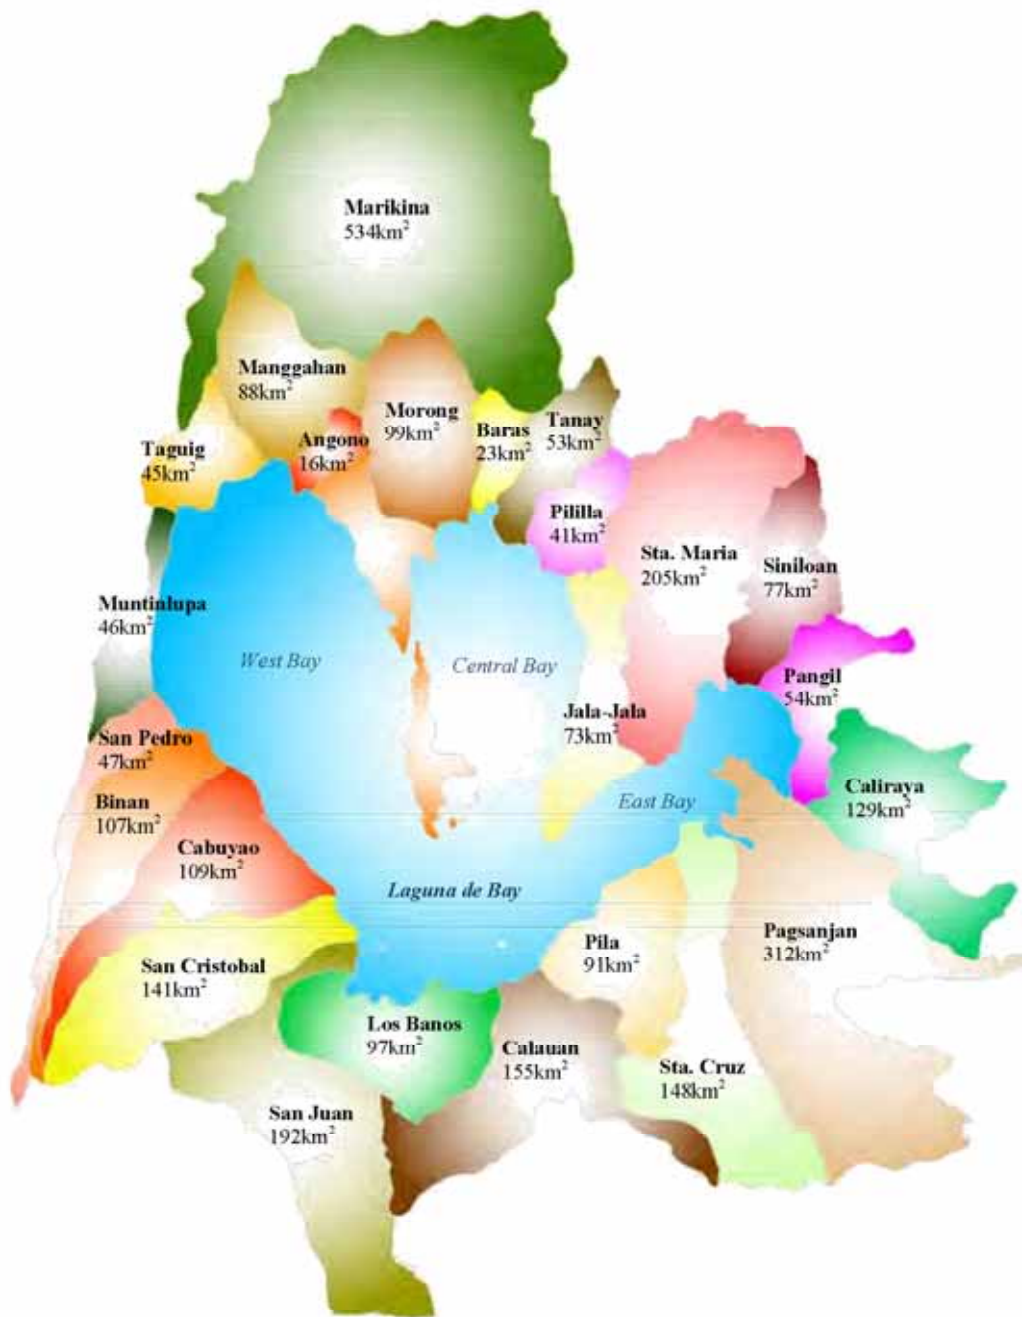 Marikina
534km²
Manggahan
88km²
Morong
99km²
Angono
16km²
Baras
23km²
Tanay
53km²
Taguig
45km²
Pililla
41km²
Sta. Maria
205km²
Siniloan
77km²
Muntinlupa
46km²
West Bay
Central Bay
Pangil
54km²
San Pedro
47km²
Jala-Jala
73km²
Binan
107km²
East Bay
Caliraya
129km²
Cabuyao
109km²
Laguna de Bay
Pila
91km²
Pagsanjan
312km²
San Cristobal
141km²
Los Banos
97km²
Calauan
155km²
Sta. Cruz
148km²
San Juan
192km²